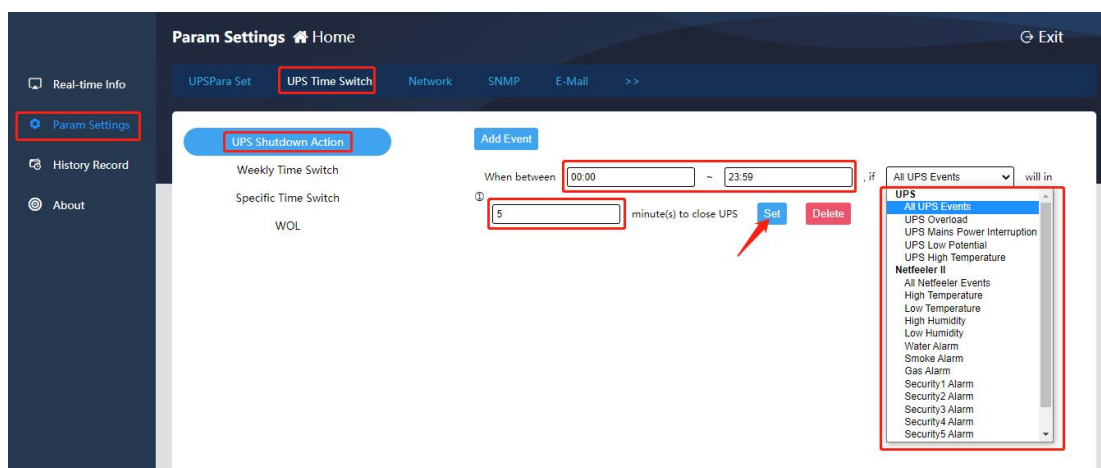 Param Settings Home
Exit
Real-time Info
Param Settings
History Record
About
UPSPara Set UPS Time Switch Network SNMP E-Mail >>
UPS Shutdown Action
Weekly Time Switch
Specific Time Switch
WOL
Add Event
When between 00:00 ~ 23:59 , if All UPS Events will in
①
5 minute(s) to close UPS Set Delete
UPS
All UPS Events
UPS Overload
UPS Mains Power Interruption
UPS Low Potential
UPS High Temperature
Netfeeler II
All Netfeeler Events
High Temperature
Low Temperature
High Humidity
Low Humidity
Water Alarm
Smoke Alarm
Gas Alarm
Security1 Alarm
Security2 Alarm
Security3 Alarm
Security4 Alarm
Security5 Alarm